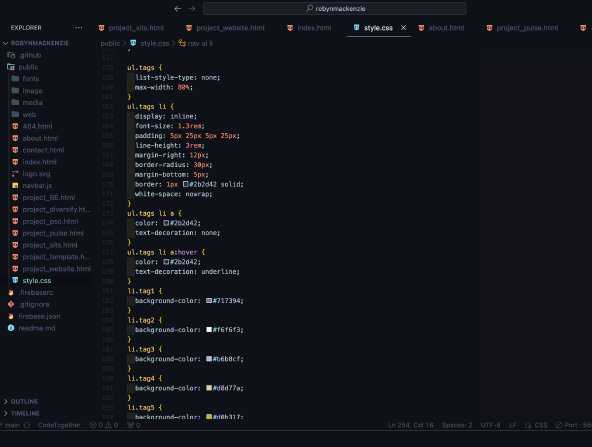 robynmackenzie
EXPLORER
project_sits.html
project_website.html
index.html
style.css
about.html
project_pulse.html
ROBYNMACKENZIE
public > style.css > nav ul li
.github
public
fonts
image
media
web
404.html
about.html
contact.html
index.html
logo.svg
navbar.js
project_BE.html
project_diversify.ht...
project_pso.html
project_pulse.html
project_sits.html
project_template.h...
project_website.html
style.css
.firebaserc
.gitignore
firebase.json
readme.md
OUTLINE
TIMELINE
157
158 ul.tags {
159 list-style-type: none;
160 max-width: 80%;
161 }
162 ul.tags li {
163 display: inline;
164 font-size: 1.3rem;
165 padding: 5px 25px 5px 25px;
166 line-height: 3rem;
167 margin-right: 12px;
168 border-radius: 30px;
169 margin-bottom: 5px;
170 border: 1px #2b2d42 solid;
171 white-space: nowrap;
172 }
173 ul.tags li a {
174 color: #2b2d42;
175 text-decoration: none;
176 }
177 ul.tags li a:hover {
178 color: #2b2d42;
179 text-decoration: underline;
180 }
181 li.tag1 {
182 background-color: #717394;
183 }
184 li.tag2 {
185 background-color: #f6f6f3;
186 }
187 li.tag3 {
188 background-color: #b6b8cf;
189 }
190 li.tag4 {
191 background-color: #d8d77a;
192 }
193 li.tag5 {
194 background-color: #d0b317;
main
CodeTogether
0
0
0
Ln 254, Col 16
Spaces: 2
UTF-8
LF
CSS